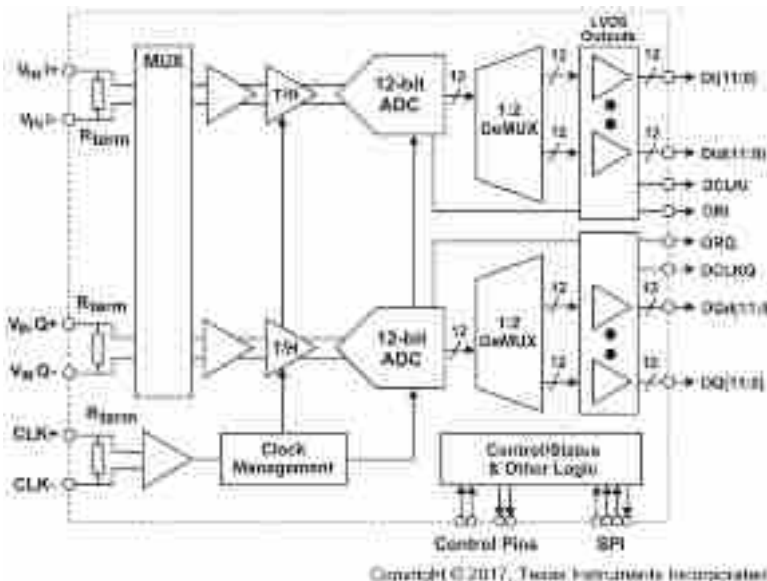 LVDS
Outputs
MUX
VIN I+
VIN I-
Rterm
T/H
12-bit
ADC
12
1:2
DeMUX
12
12
12
12
DI[11:0]
DId[11:0]
DCLKI
ORI
ORQ
DCLKQ
Rterm
VIN Q+
VIN Q-
T/H
12-bit
ADC
12
1:2
DeMUX
12
12
12
12
DQd[11:0]
DQ[11:0]
Rterm
CLK+
CLK-
Clock
Management
Control/Status
& Other Logic
Control Pins
SPI
Copyright © 2017, Texas Instruments Incorporated